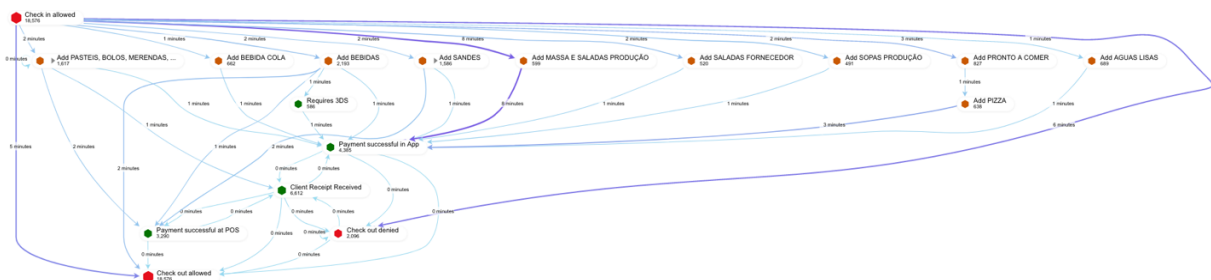 Check in allowed
16,576
2 minutes
1 minutes
2 minutes
2 minutes
6 minutes
2 minutes
2 minutes
3 minutes
1 minutes
0 minutes
Add PASTEIS, BOLOS, MERENDAS, ...
1,617
Add BEBIDA COLA
662
Add BEBIDAS
2,193
Add SANDES
1,586
Add MASSA E SALADAS PRODUÇÃO
599
Add SALADAS FORNECEDOR
520
Add SOPAS PRODUÇÃO
491
Add PRONTO A COMER
827
Add AGUAS LISAS
689
1 minutes
1 minutes
Requires 3DS
586
Add PIZZA
638
1 minutes
1 minutes
1 minutes
1 minutes
1 minutes
8 minutes
1 minutes
1 minutes
3 minutes
1 minutes
6 minutes
Payment successful in App
4,385
5 minutes
2 minutes
1 minutes
2 minutes
2 minutes
0 minutes
0 minutes
0 minutes
Client Receipt Received
6,612
0 minutes
0 minutes
0 minutes
0 minutes
0 minutes
Payment successful at POS
3,290
0 minutes
Check out denied
2,096
0 minutes
0 minutes
Check out allowed